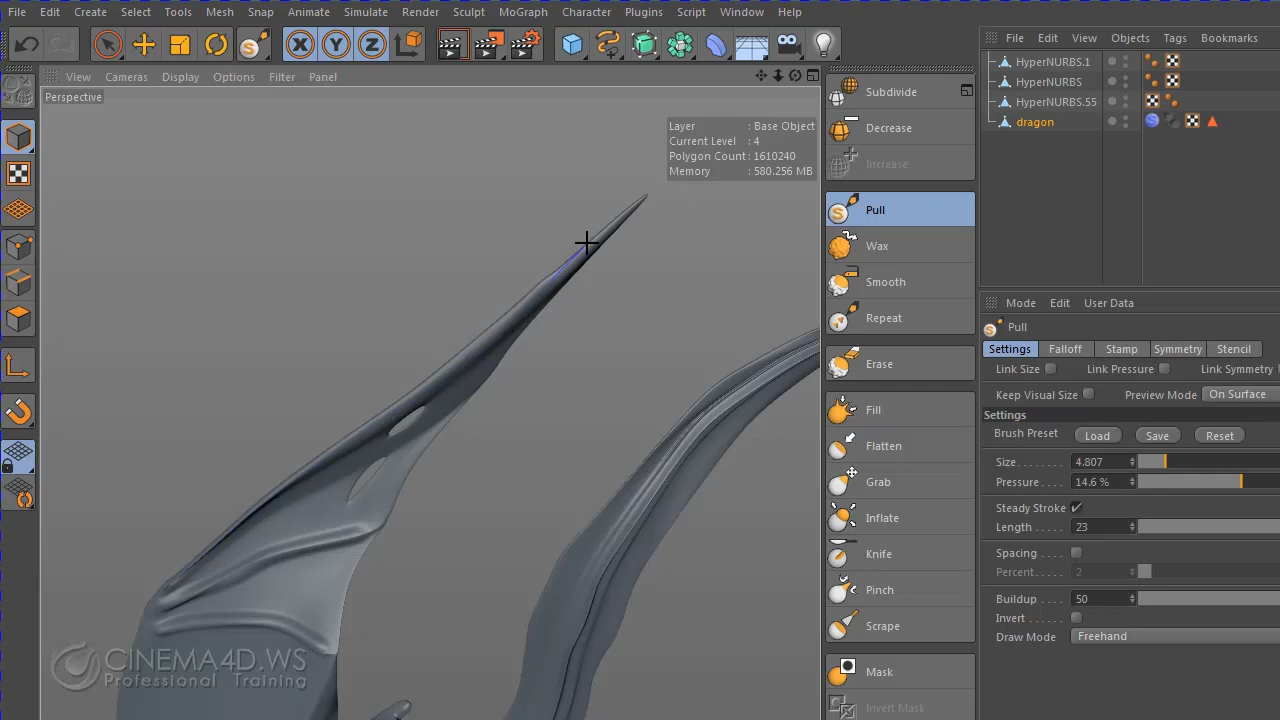 File Edit Create Select Tools Mesh Snap Animate Simulate Render Sculpt MoGraph Character Plugins Script Window Help
File Edit View Objects Tags Bookmarks
HyperNURBS.1
HyperNURBS
HyperNURBS.55
dragon
View Cameras Display Options Filter Panel
Perspective
Layer : Base Object
Current Level : 4
Polygon Count : 1610240
Memory : 580.256 MB
Subdivide
Decrease
Increase
Pull
Wax
Smooth
Repeat
Erase
Fill
Flatten
Grab
Inflate
Knife
Pinch
Scrape
Mask
Invert Mask
Mode Edit User Data
Pull
Settings Falloff Stamp Symmetry Stencil
Link Size Link Pressure Link Symmetry
Keep Visual Size Preview Mode On Surface
Settings
Brush Preset Load Save Reset
Size 4.807
Pressure 14.6 %
Steady Stroke
Length 23
Spacing
Percent 2
Buildup 50
Invert
Draw Mode Freehand
CINEMA4D.WS
Professional Training